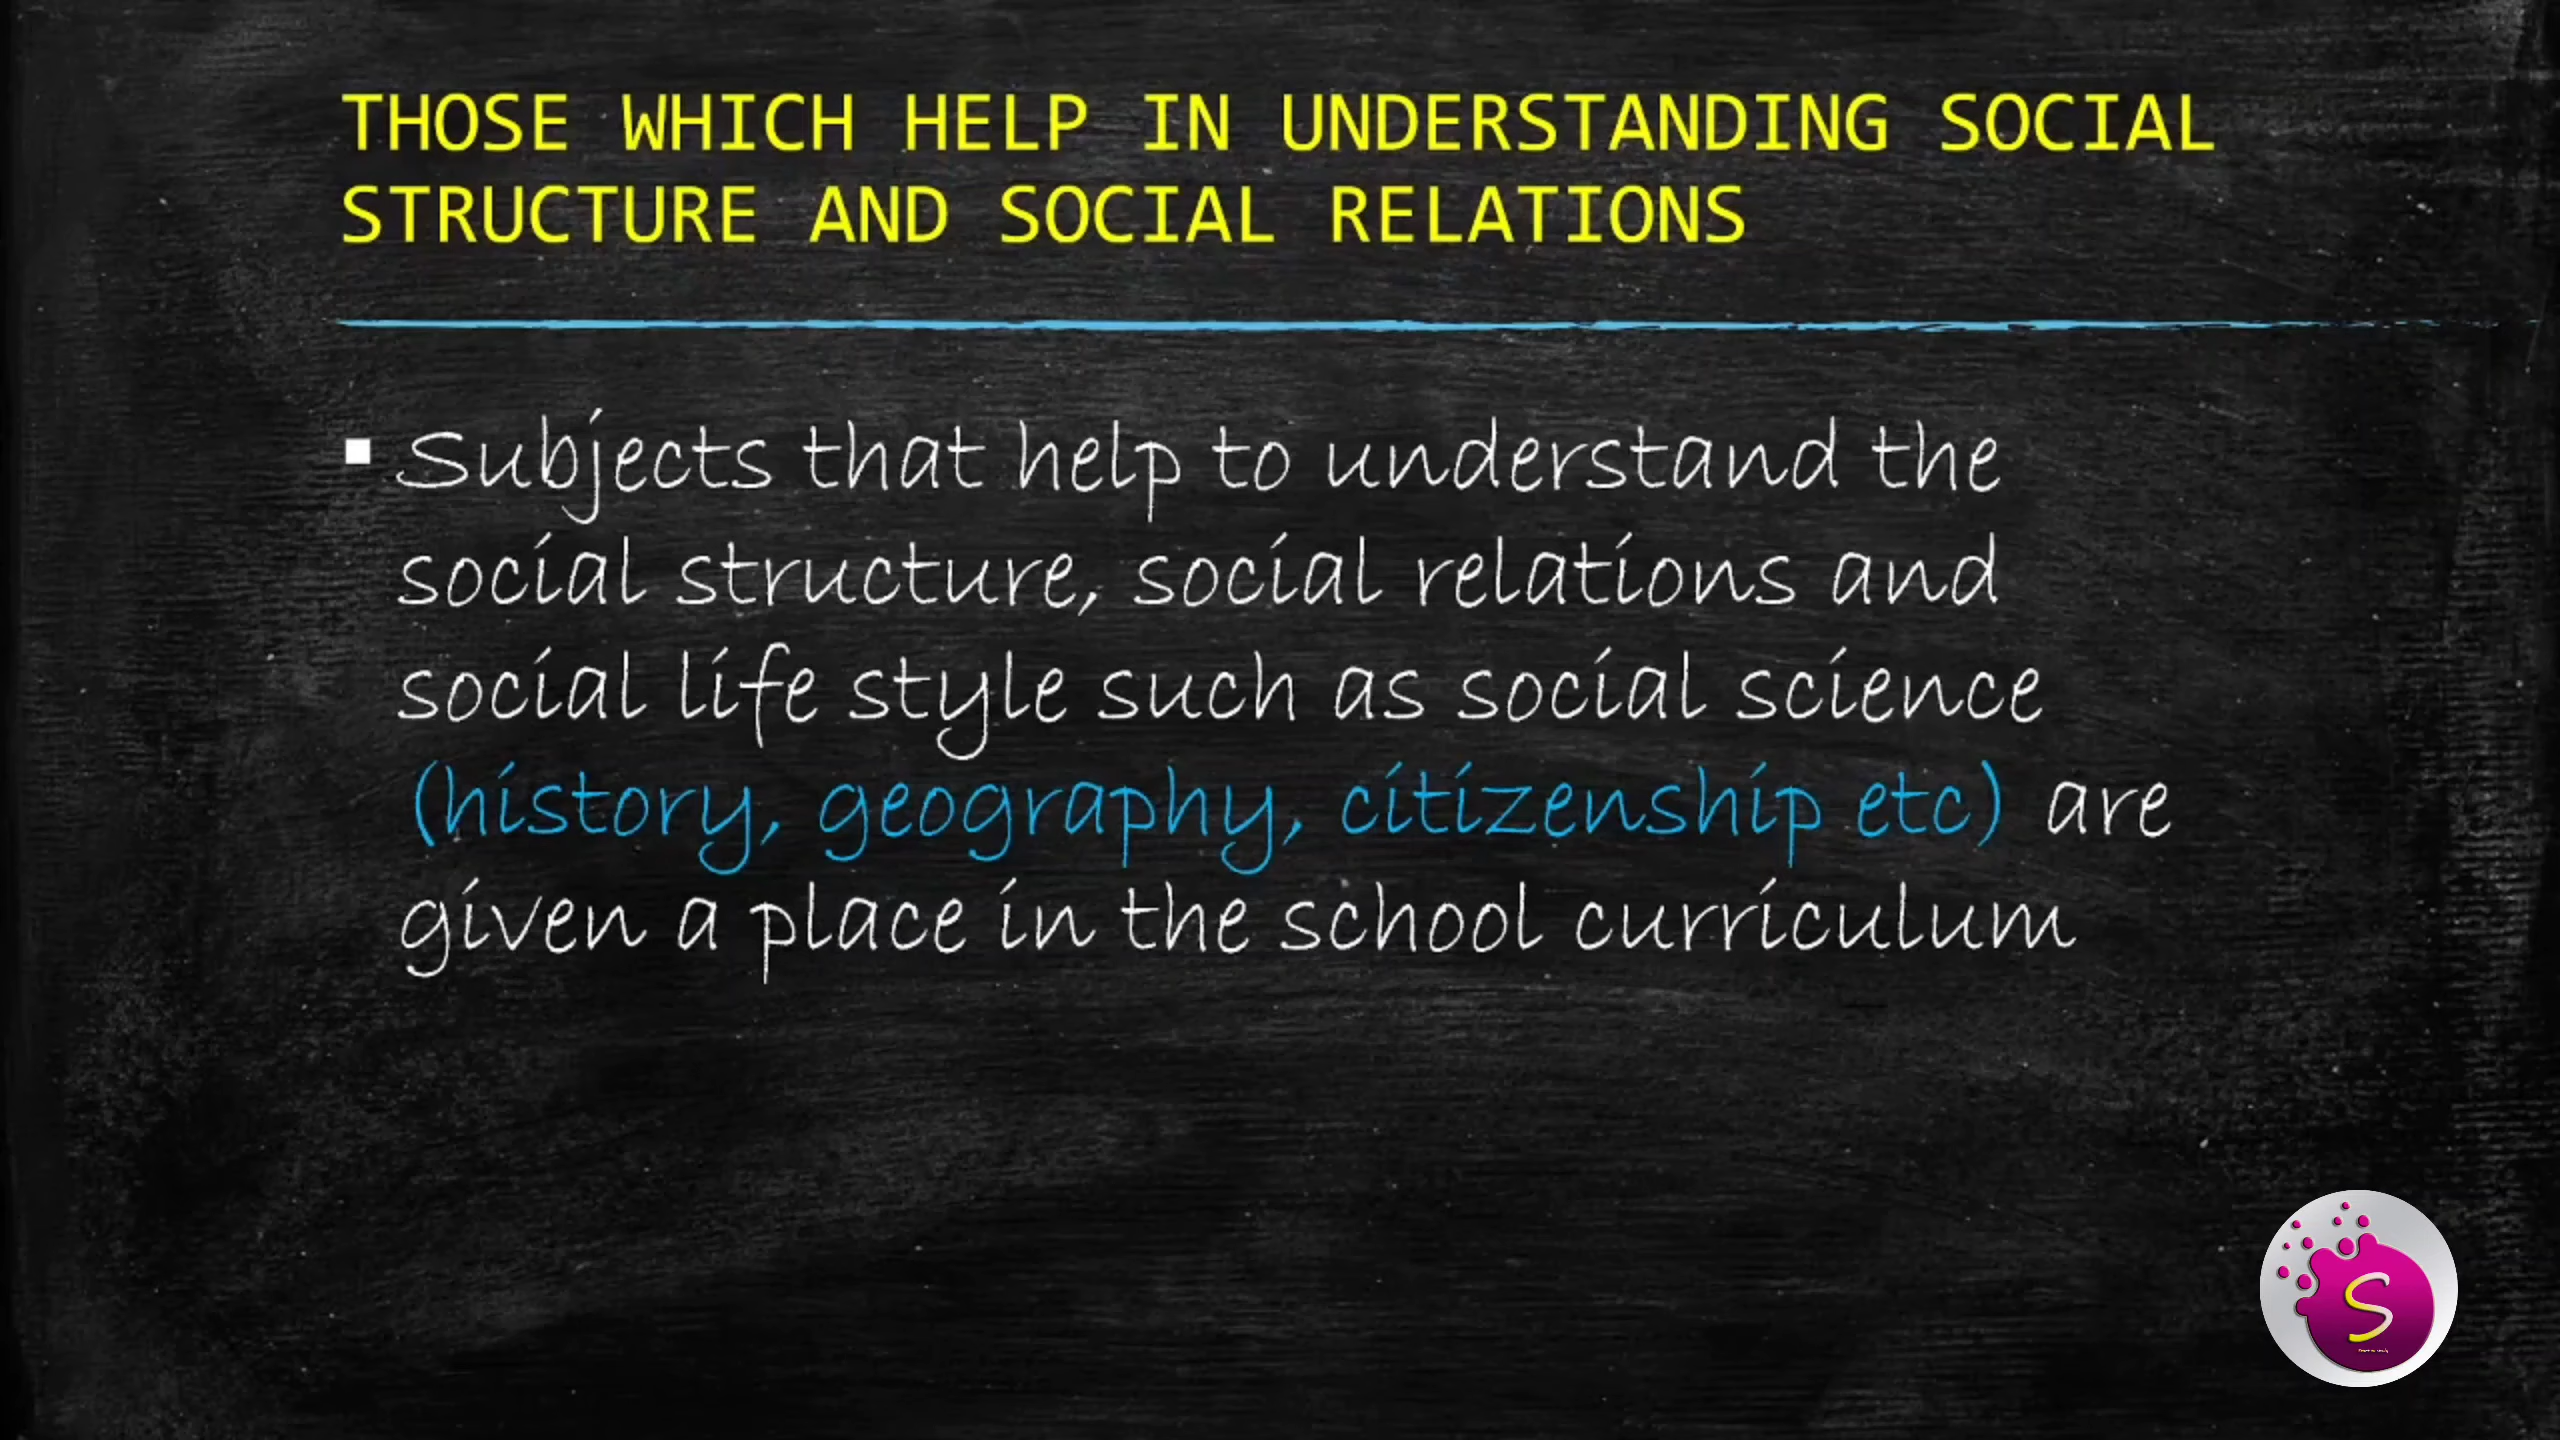 THOSE WHICH HELP IN UNDERSTANDING SOCIAL
STRUCTURE AND SOCIAL RELATIONS
▪ Subjects that help to understand the
social structure, social relations and
social life style such as social science
(history, geography, citizenship etc) are
given a place in the school curriculum
S